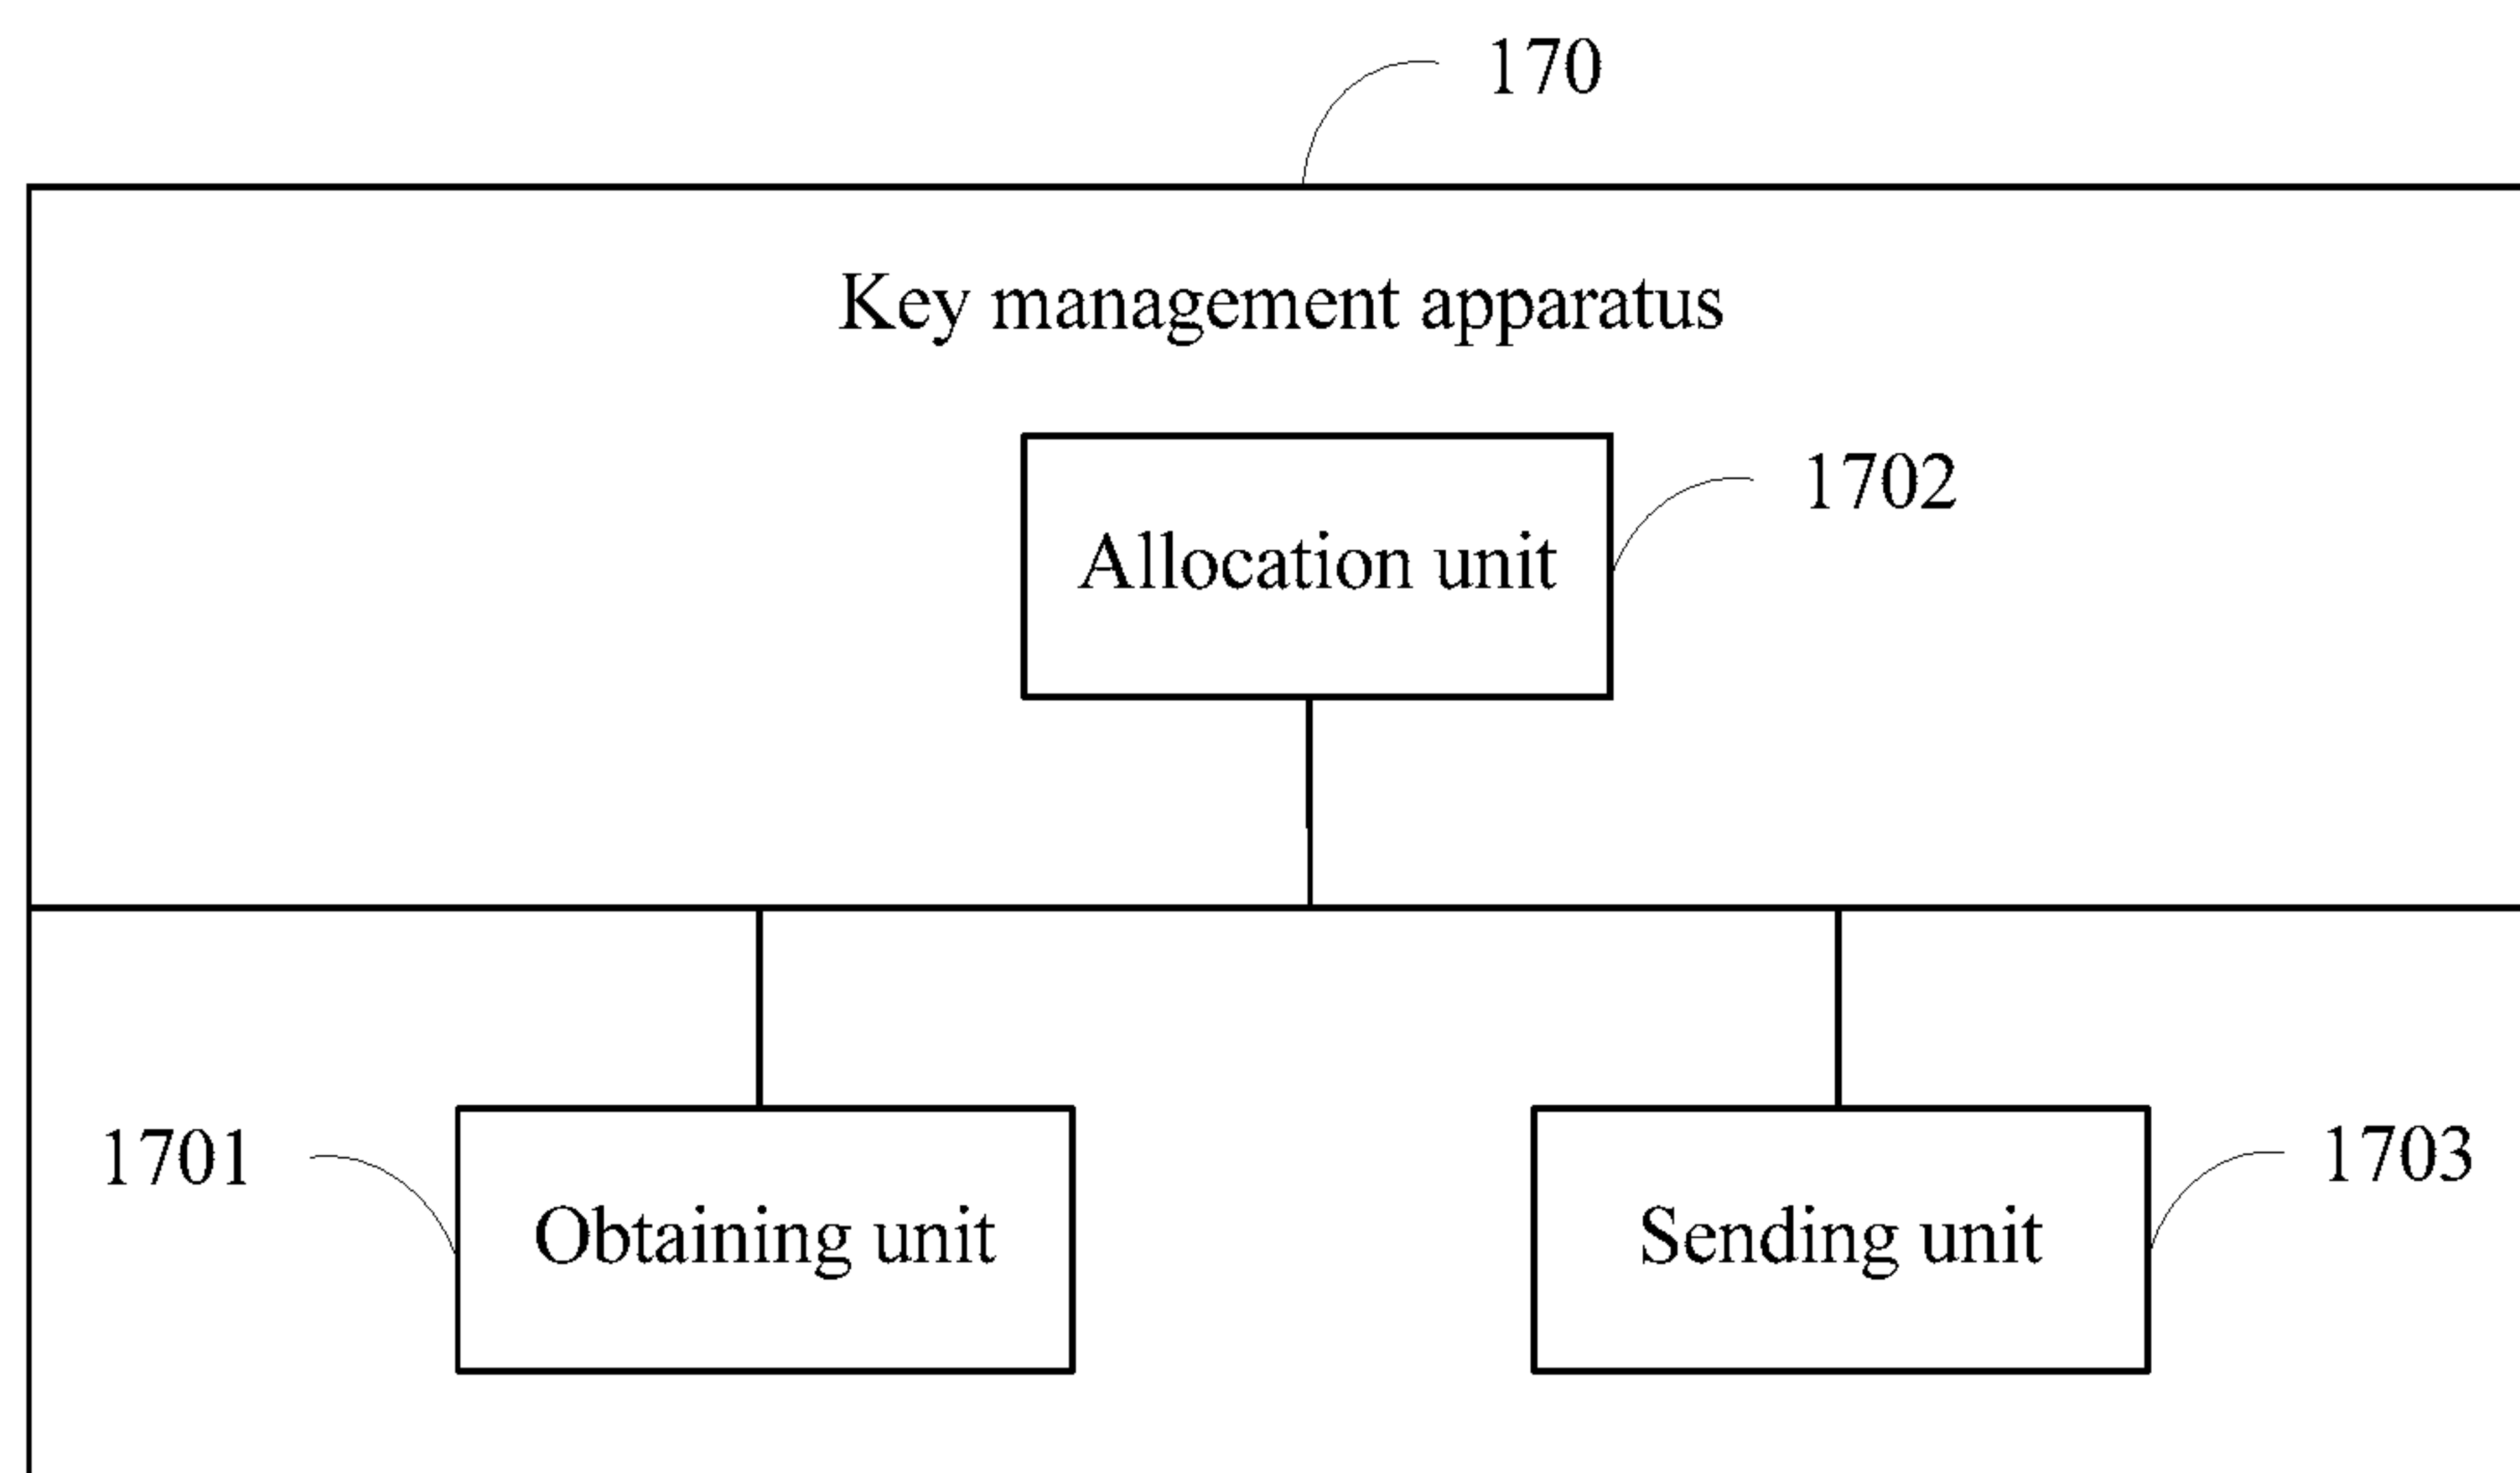 170
Key management apparatus
1702
Allocation unit
1701
1703
Obtaining unit
Sending unit